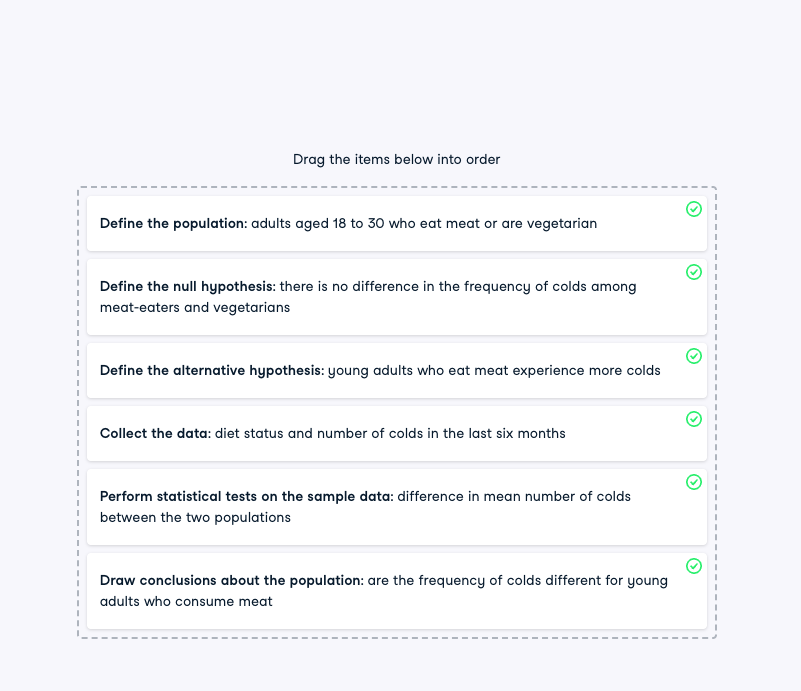 Drag the items below into order
Define the population: adults aged 18 to 30 who eat meat or are vegetarian
Define the null hypothesis: there is no difference in the frequency of colds among
meat-eaters and vegetarians
Define the alternative hypothesis: young adults who eat meat experience more colds
Collect the data: diet status and number of colds in the last six months
Perform statistical tests on the sample data: difference in mean number of colds
between the two populations
Draw conclusions about the population: are the frequency of colds different for young
adults who consume meat